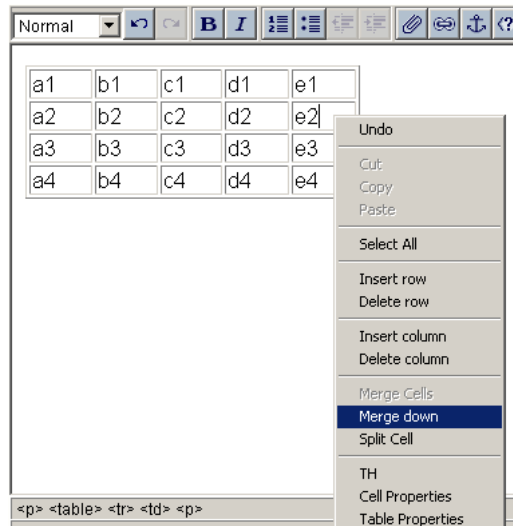 Normal B I <?
a1 b1 c1 d1 e1
a2 b2 c2 d2 e2
a3 b3 c3 d3 e3
a4 b4 c4 d4 e4
Undo
Cut
Copy
Paste
Select All
Insert row
Delete row
Insert column
Delete column
Merge Cells
Merge down
Split Cell
TH
Cell Properties
Table Properties
<p> <table> <tr> <td> <p>